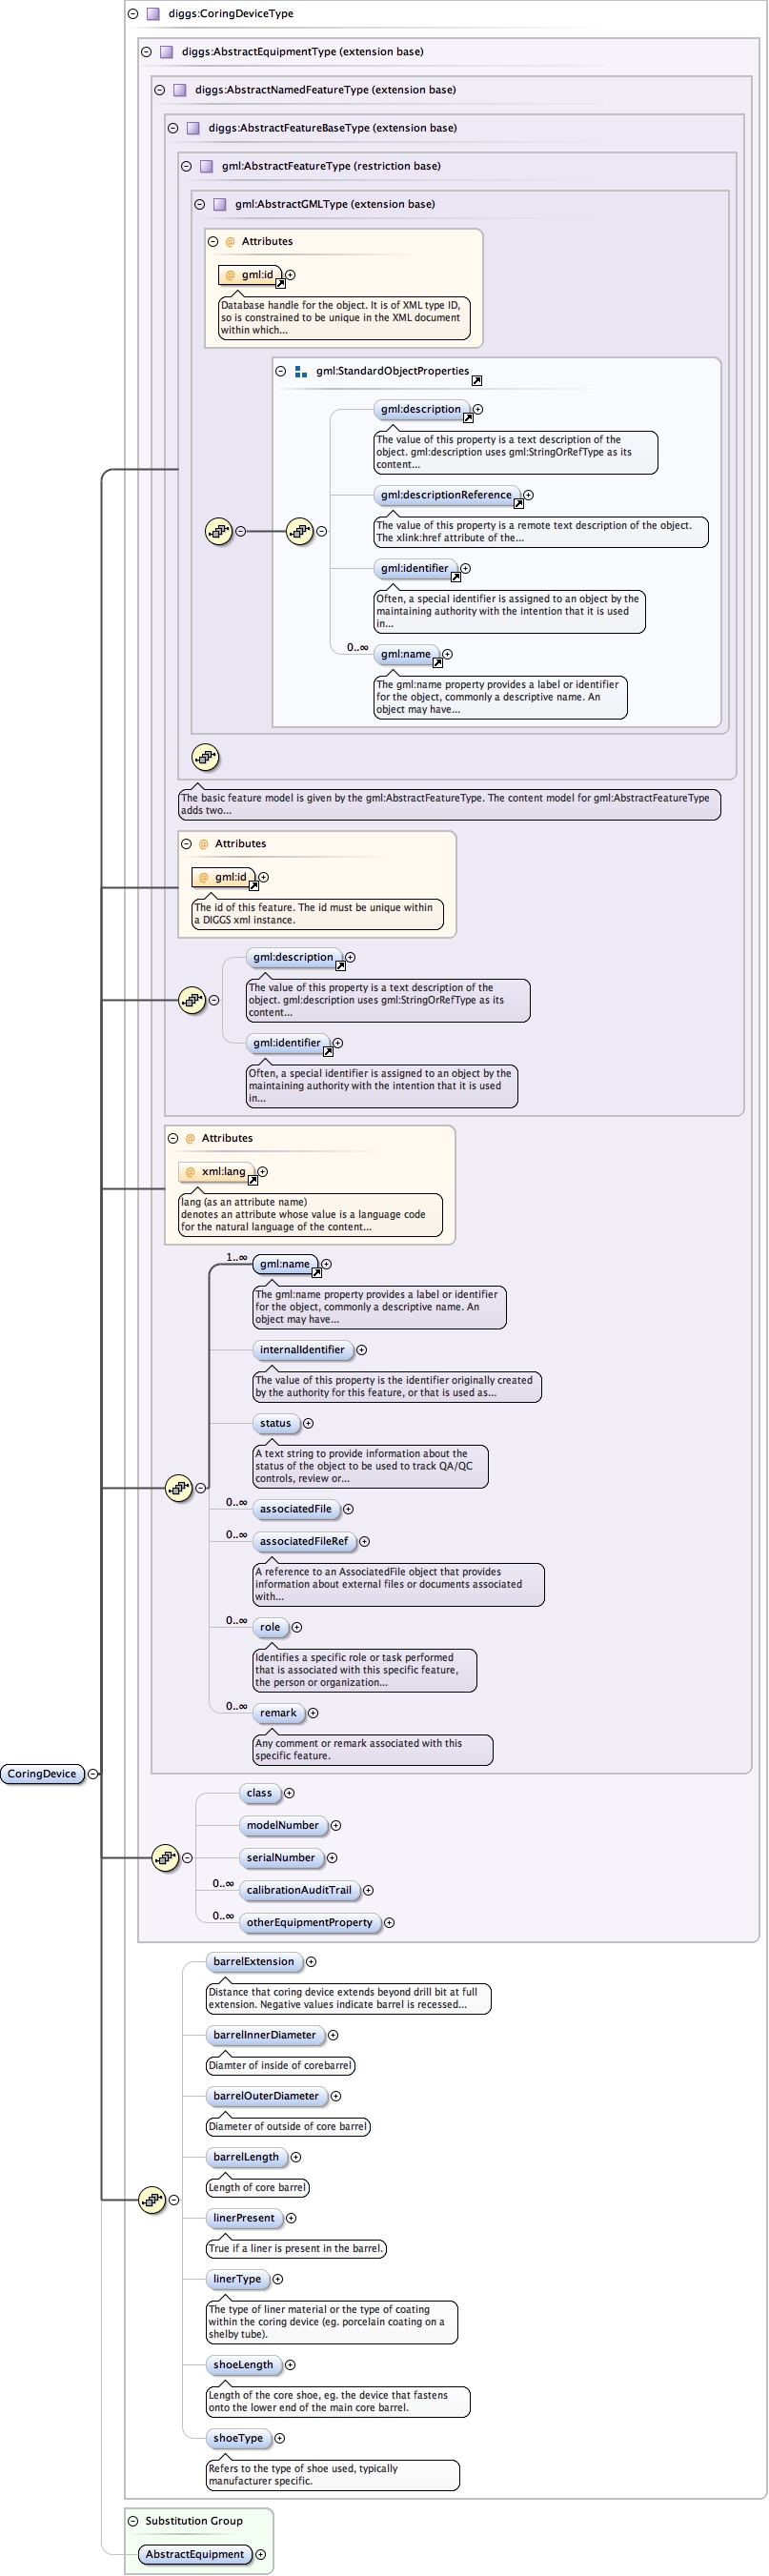 diggs:CoringDeviceType
diggs:AbstractEquipmentType (extension base)
diggs:AbstractNamedFeatureType (extension base)
diggs:AbstractFeatureBaseType (extension base)
gml:AbstractFeatureType (restriction base)
gml:AbstractGMLType (extension base)
@ Attributes
@ gml:id
Database handle for the object. It is of XML type ID,
so is constrained to be unique in the XML document
within which...
gml:StandardObjectProperties
gml:description
The value of this property is a text description of the
object. gml:description uses gml:StringOrRefType as its
content...
gml:descriptionReference
The value of this property is a remote text description of the object.
The xlink:href attribute of the...
gml:identifier
Often, a special identifier is assigned to an object by the
maintaining authority with the intention that it is used
in...
0..∞
gml:name
The gml:name property provides a label or identifier
for the object, commonly a descriptive name. An
object may have...
The basic feature model is given by the gml:AbstractFeatureType. The content model for gml:AbstractFeatureType
adds two...
@ Attributes
@ gml:id
The id of this feature. The id must be unique within
a DIGGS xml instance.
gml:description
The value of this property is a text description of the
object. gml:description uses gml:StringOrRefType as its
content...
gml:identifier
Often, a special identifier is assigned to an object by the
maintaining authority with the intention that it is used
in...
@ Attributes
@ xml:lang
lang (as an attribute name)
denotes an attribute whose value is a language code
for the natural language of the content...
1..∞
gml:name
The gml:name property provides a label or identifier
for the object, commonly a descriptive name. An
object may have...
internalIdentifier
The value of this property is the identifier originally created
by the authority for this feature, or that is used as...
status
A text string to provide information about the
status of the object to be used to track QA/QC
controls, review or...
0..∞
associatedFile
0..∞
associatedFileRef
A reference to an AssociatedFile object that provides
information about external files or documents associated
with...
0..∞
role
Identifies a specific role or task performed
that is associated with this specific feature,
the person or organization...
0..∞
remark
Any comment or remark associated with this
specific feature.
CoringDevice
class
modelNumber
serialNumber
0..∞
calibrationAuditTrail
0..∞
otherEquipmentProperty
barrelExtension
Distance that coring device extends beyond drill bit at full
extension. Negative values indicate barrel is recessed...
barrelInnerDiameter
Diamter of inside of corebarrel
barrelOuterDiameter
Diameter of outside of core barrel
barrelLength
Length of core barrel
linerPresent
True if a liner is present in the barrel.
linerType
The type of liner material or the type of coating
within the coring device (eg. porcelain coating on a
shelby tube).
shoeLength
Length of the core shoe, eg. the device that fastens
onto the lower end of the main core barrel.
shoeType
Refers to the type of shoe used, typically
manufacturer specific.
Substitution Group
AbstractEquipment